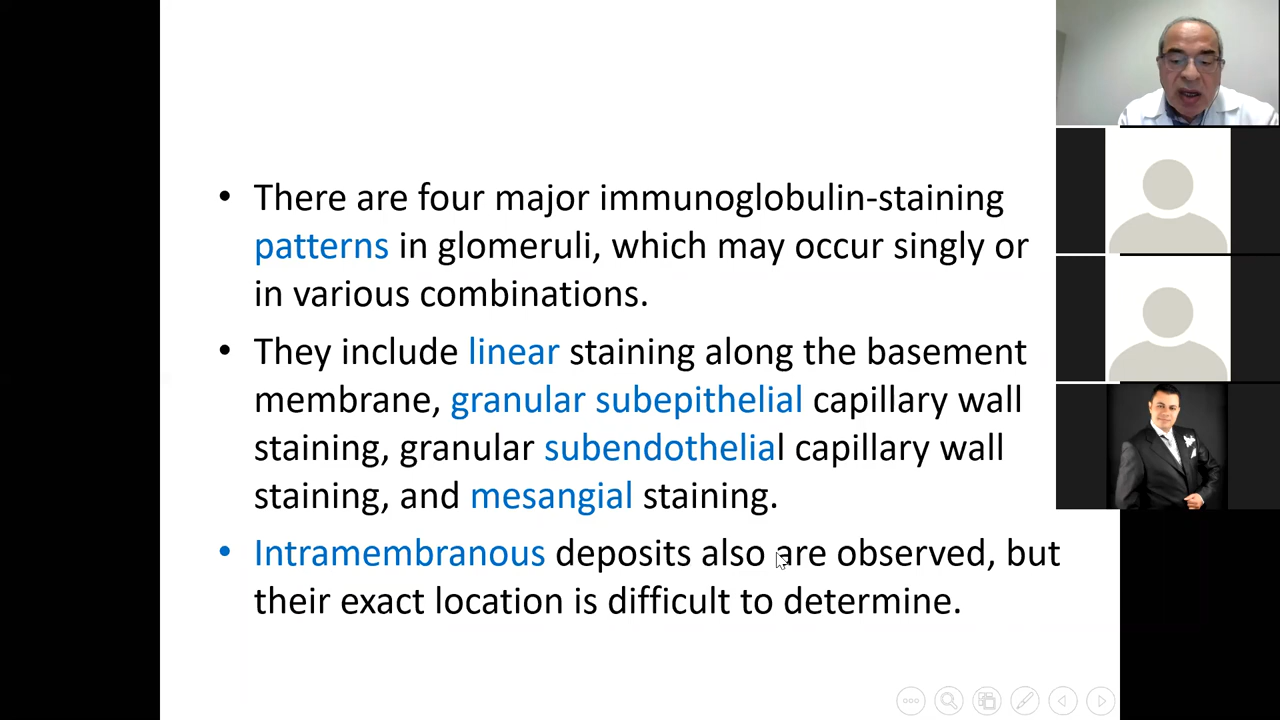 • There are four major immunoglobulin-staining
patterns in glomeruli, which may occur singly or
in various combinations.
• They include linear staining along the basement
membrane, granular subepithelial capillary wall
staining, granular subendothelial capillary wall
staining, and mesangial staining.
• Intramembranous deposits also are observed, but
their exact location is difficult to determine.